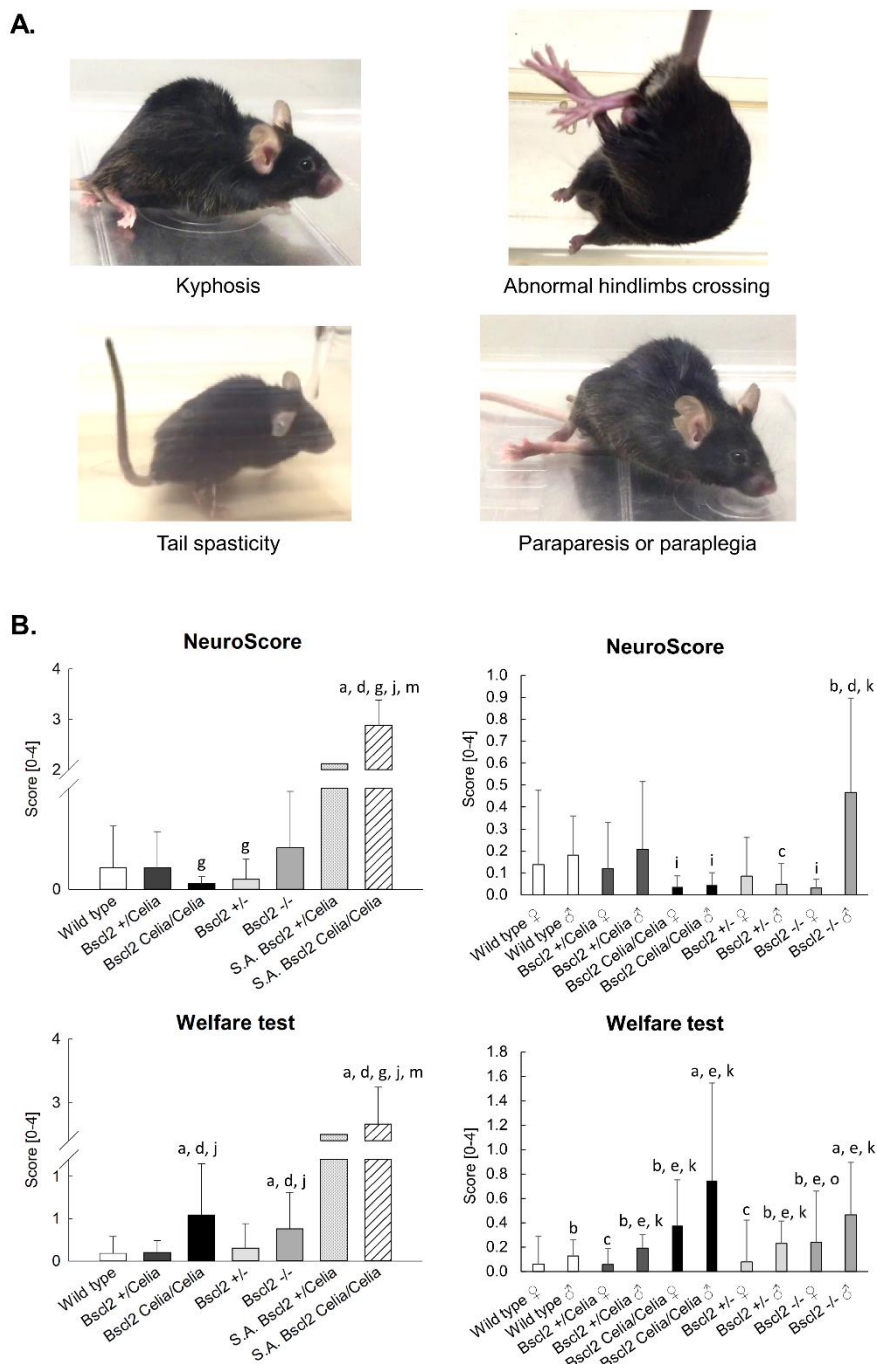 A.
Kyphosis
Abnormal hindlimbs crossing
Tail spasticity
Paraparesis or paraplegia
B.
NeuroScore
Score [0-4]
4
3
2
0
g
g
a, d, g, j, m
Wild type
Bscl2 +/Celia
Bscl2 Celia/Celia
Bscl2 +/-
Bscl2 -/-
S.A. Bscl2 +/Celia
S.A. Bscl2 Celia/Celia
NeuroScore
Score [0-4]
1.0
0.9
0.8
0.7
0.6
0.5
0.4
0.3
0.2
0.1
0.0
i
i
c
i
b, d, k
Wild type ♀
Wild type ♂
Bscl2 +/Celia ♀
Bscl2 +/Celia ♂
Bscl2 Celia/Celia ♀
Bscl2 Celia/Celia ♂
Bscl2 +/- ♀
Bscl2 +/- ♂
Bscl2 -/- ♀
Bscl2 -/- ♂
Welfare test
Score [0-4]
4
3
1
1
0
a, d, j
a, d, j
a, d, g, j, m
Wild type
Bscl2 +/Celia
Bscl2 Celia/Celia
Bscl2 +/-
Bscl2 -/-
S.A. Bscl2 +/Celia
S.A. Bscl2 Celia/Celia
Welfare test
Score [0-4]
1.8
1.6
1.4
1.2
1.0
0.8
0.6
0.4
0.2
0.0
b
c
b, e, k
b, e, k
a, e, k
c
b, e, k
b, e, o
a, e, k
Wild type ♀
Wild type ♂
Bscl2 +/Celia ♀
Bscl2 +/Celia ♂
Bscl2 Celia/Celia ♀
Bscl2 Celia/Celia ♂
Bscl2 +/- ♀
Bscl2 +/- ♂
Bscl2 -/- ♀
Bscl2 -/- ♂